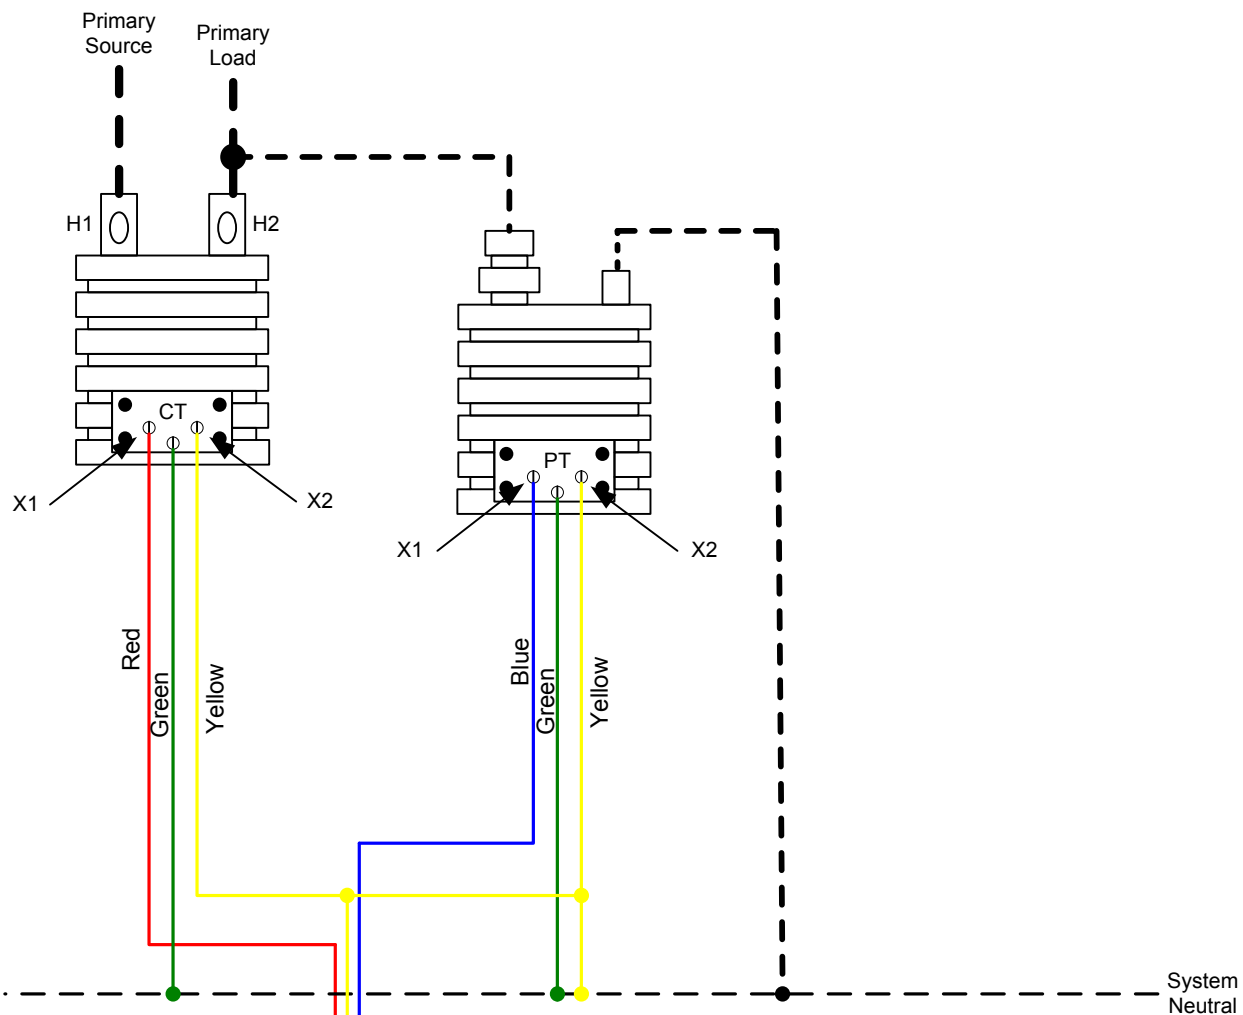 Primary
Source
Primary
Load
H1
H2
CT
PT
X1
X2
X1
X2
Red
Green
Yellow
Blue
Green
Yellow
System
Neutral